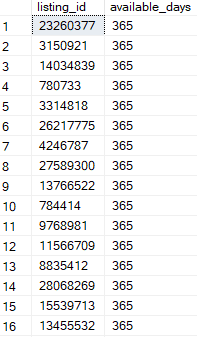 listing_id available_days
1 23260377 365
2 3150921 365
3 14034839 365
4 780733 365
5 3314818 365
6 26217775 365
7 4246787 365
8 27589300 365
9 13766522 365
10 784414 365
11 9768981 365
12 11566709 365
13 8835412 365
14 28068269 365
15 15539713 365
16 13455532 365